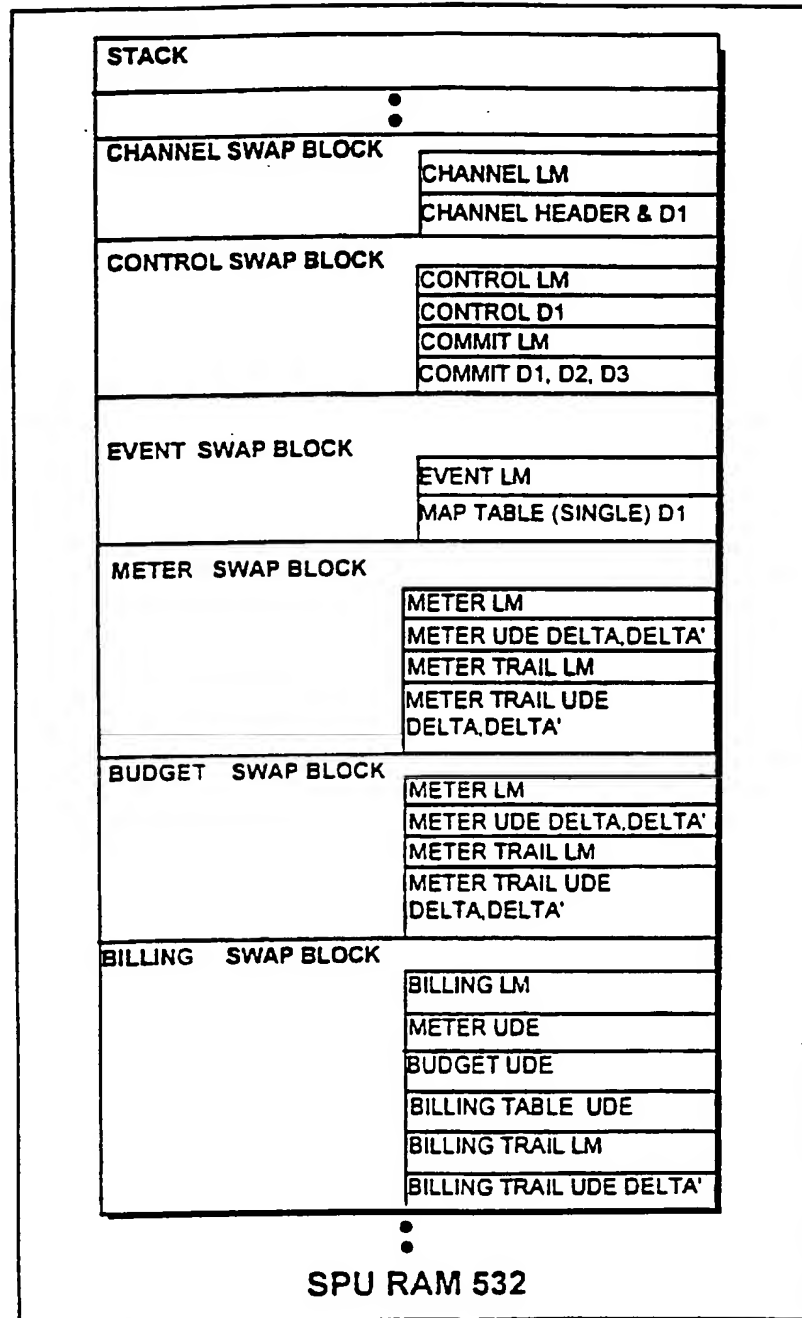 STACK
CHANNEL SWAP BLOCK
CHANNEL LM
CHANNEL HEADER & D1
CONTROL SWAP BLOCK
CONTROL LM
CONTROL D1
COMMIT LM
COMMIT D1, D2, D3
EVENT SWAP BLOCK
EVENT LM
MAP TABLE (SINGLE) D1
METER SWAP BLOCK
METER LM
METER UDE DELTA,DELTA'
METER TRAIL LM
METER TRAIL UDE
DELTA,DELTA'
BUDGET SWAP BLOCK
METER LM
METER UDE DELTA,DELTA'
METER TRAIL LM
METER TRAIL UDE
DELTA,DELTA'
BILLING SWAP BLOCK
BILLING LM
METER UDE
BUDGET UDE
BILLING TABLE UDE
BILLING TRAIL LM
BILLING TRAIL UDE DELTA'
SPU RAM 532